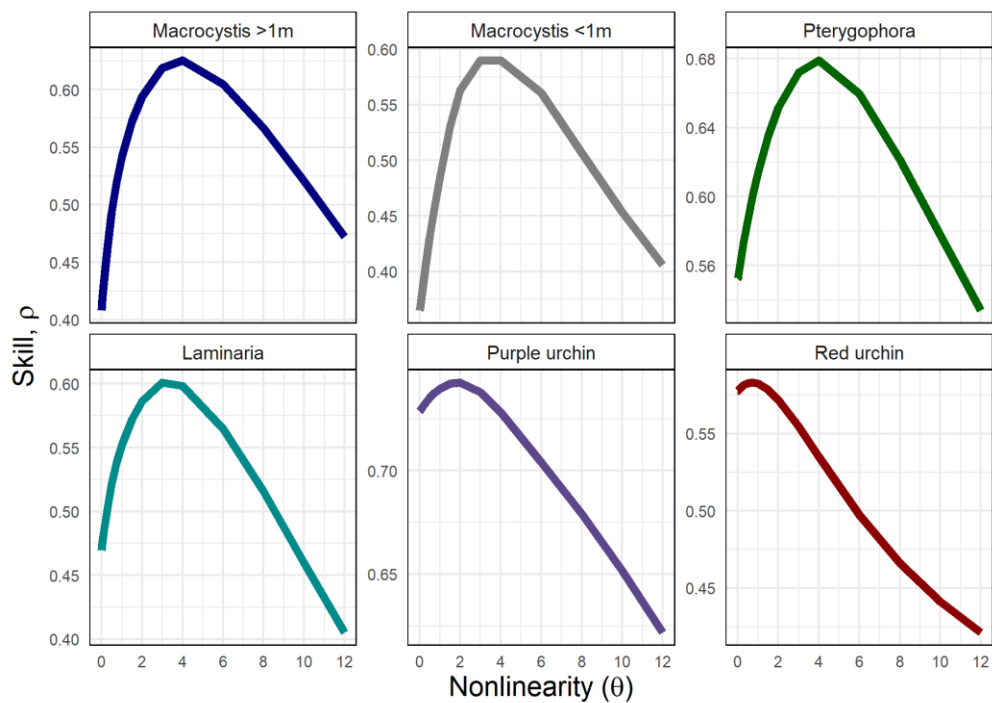 Macrocystis >1m
Macrocystis <1m
Pterygophora
0.60
0.55
0.50
0.45
0.40
0.60
0.55
0.50
0.45
0.40
0.68
0.64
0.60
0.56
Laminaria
Purple urchin
Red urchin
0.60
0.55
0.50
0.45
0.40
0.70
0.65
0.55
0.50
0.45
0 2 4 6 8 10 12
0 2 4 6 8 10 12
0 2 4 6 8 10 12
Skill, ρ
Nonlinearity (θ)